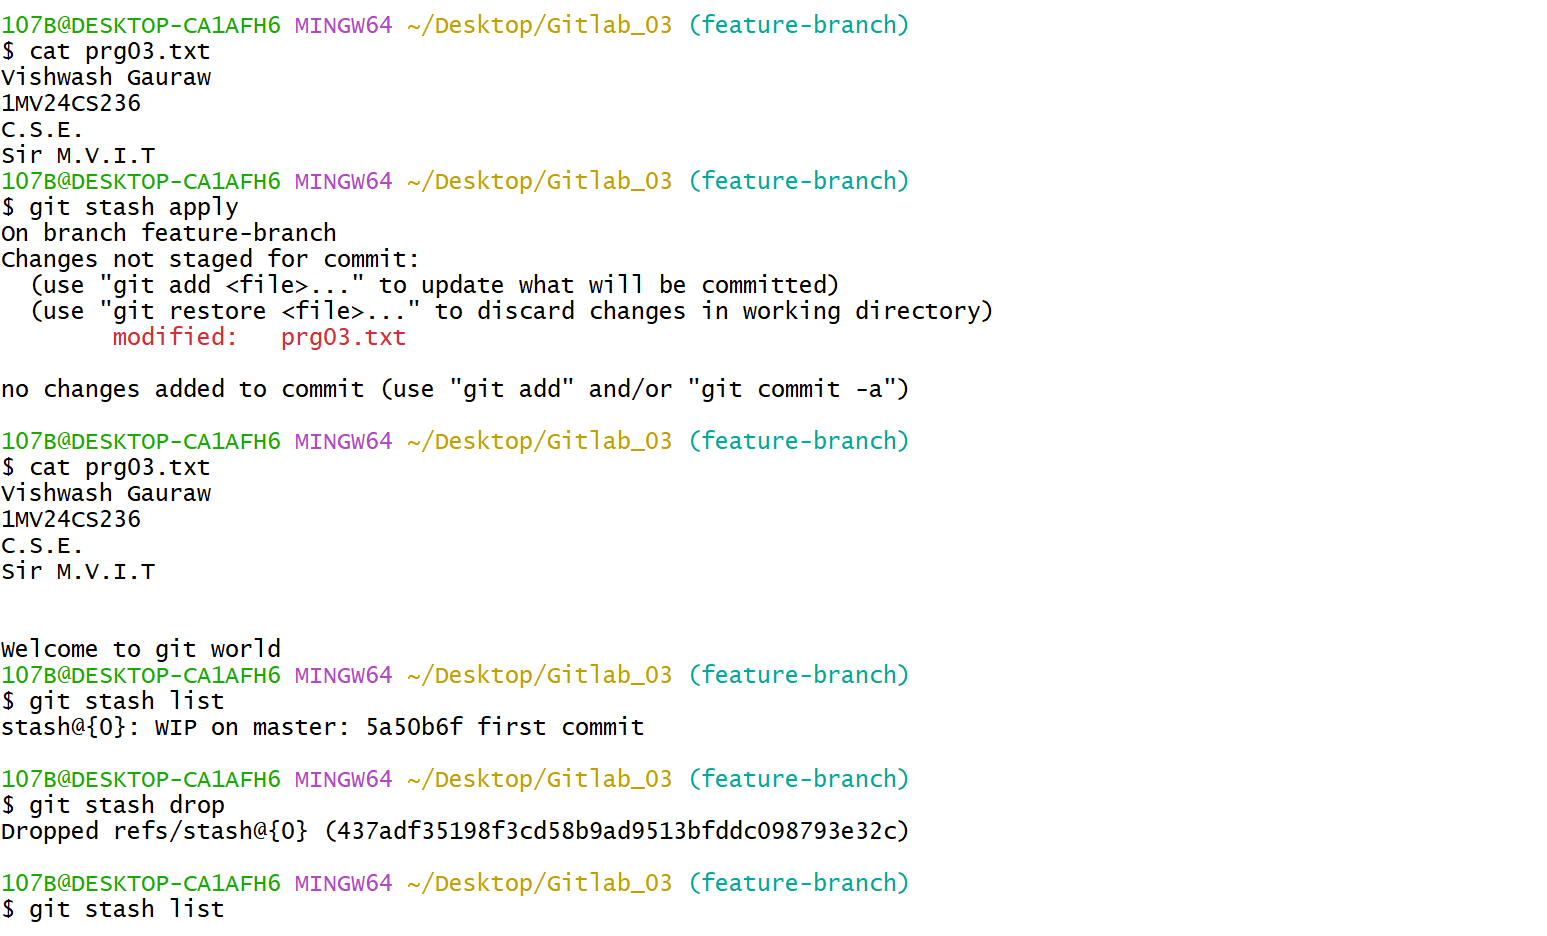 107B@DESKTOP-CA1AFH6 MINGW64 ~/Desktop/Gitlab_03 (feature-branch)
$ cat prg03.txt
Vishwash Gauraw
1MV24CS236
C.S.E.
Sir M.V.I.T
107B@DESKTOP-CA1AFH6 MINGW64 ~/Desktop/Gitlab_03 (feature-branch)
$ git stash apply
On branch feature-branch
Changes not staged for commit:
  (use "git add <file>..." to update what will be committed)
  (use "git restore <file>..." to discard changes in working directory)
        modified:   prg03.txt

no changes added to commit (use "git add" and/or "git commit -a")

107B@DESKTOP-CA1AFH6 MINGW64 ~/Desktop/Gitlab_03 (feature-branch)
$ cat prg03.txt
Vishwash Gauraw
1MV24CS236
C.S.E.
Sir M.V.I.T


Welcome to git world
107B@DESKTOP-CA1AFH6 MINGW64 ~/Desktop/Gitlab_03 (feature-branch)
$ git stash list
stash@{0}: WIP on master: 5a50b6f first commit

107B@DESKTOP-CA1AFH6 MINGW64 ~/Desktop/Gitlab_03 (feature-branch)
$ git stash drop
Dropped refs/stash@{0} (437adf35198f3cd58b9ad9513bfddc098793e32c)

107B@DESKTOP-CA1AFH6 MINGW64 ~/Desktop/Gitlab_03 (feature-branch)
$ git stash list